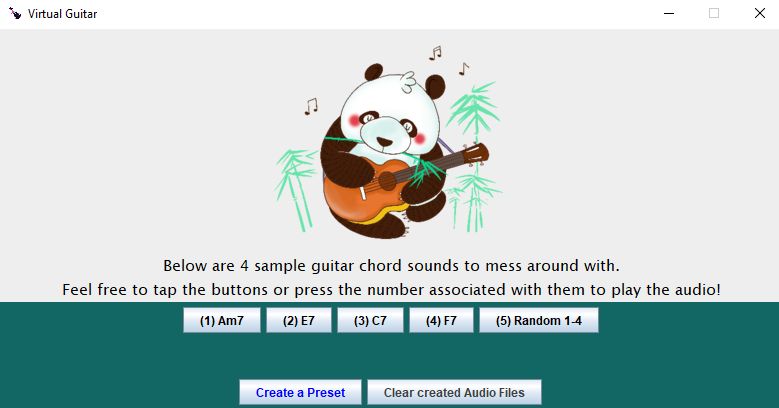 Virtual Guitar
Below are 4 sample guitar chord sounds to mess around with.
Feel free to tap the buttons or press the number associated with them to play the audio!
(1) Am7 (2) E7 (3) C7 (4) F7 (5) Random 1-4
Create a Preset Clear created Audio Files